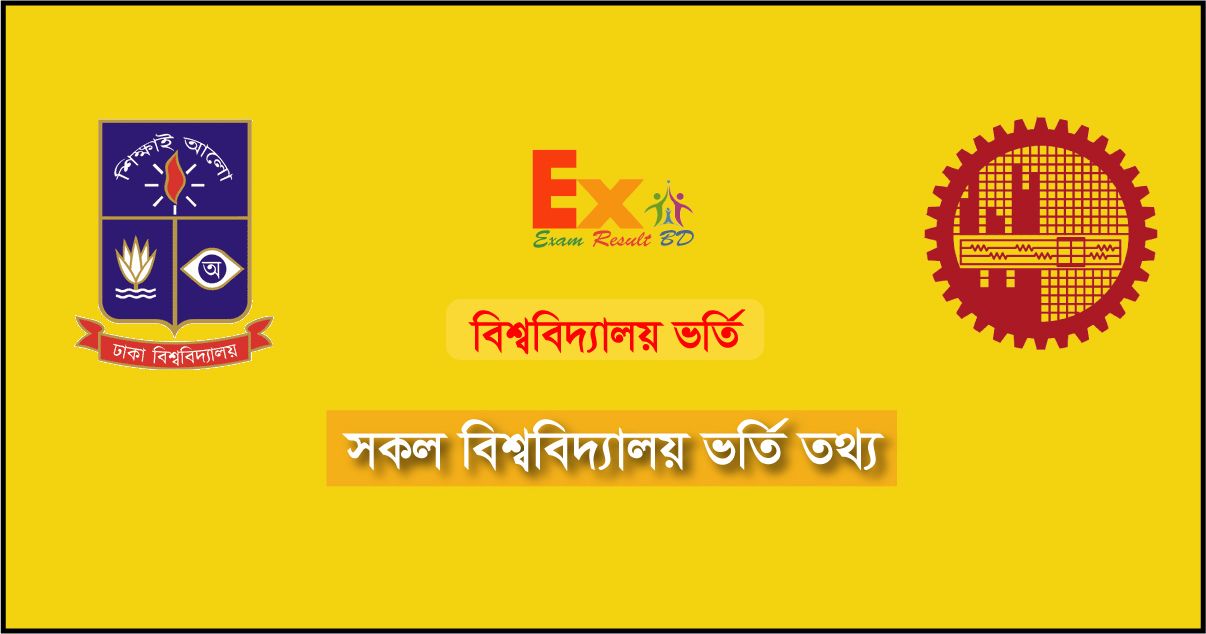 শিক্ষাই আলো
অ
ঢাকা বিশ্ববিদ্যালয়
Ex
Exam Result BD
বিশ্ববিদ্যালয় ভর্তি
সকল বিশ্ববিদ্যালয় ভর্তি তথ্য